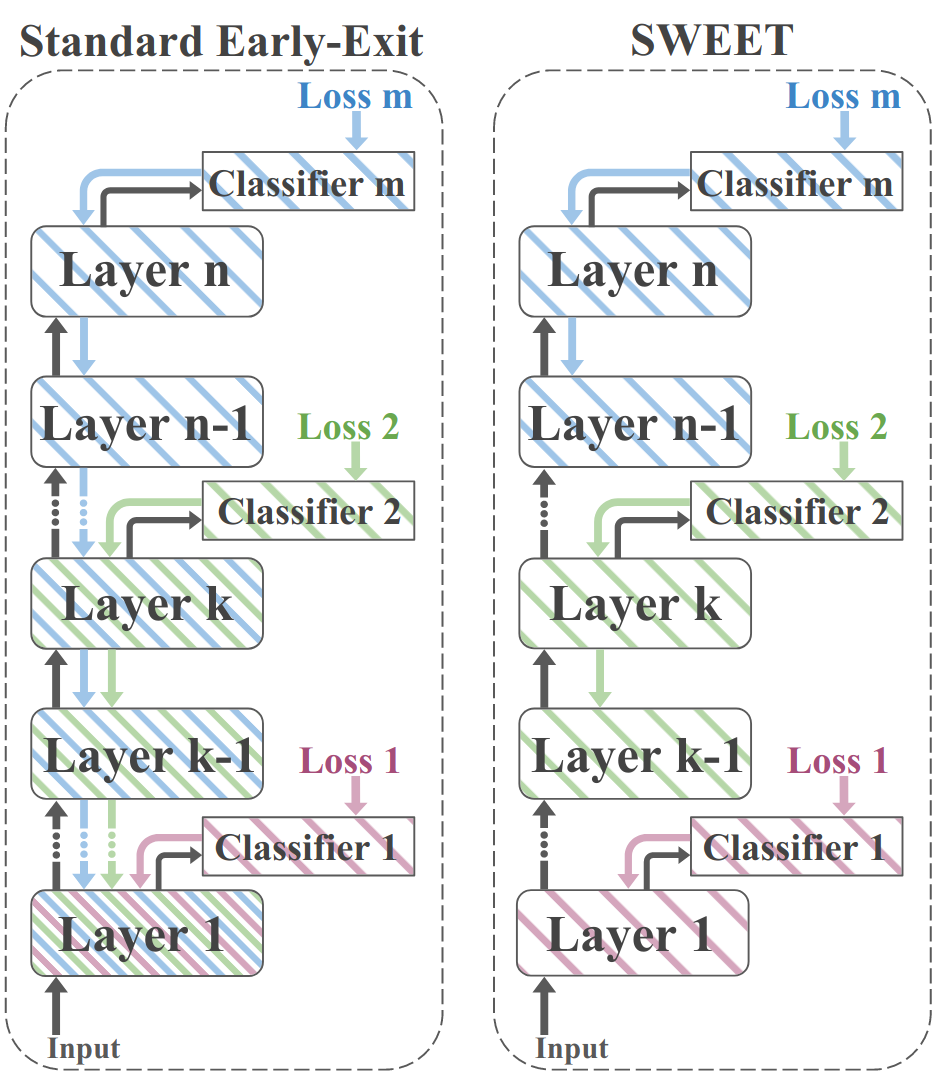 Standard Early-Exit
Loss m
Classifier m
Layer n
Layer n-1
Loss 2
Classifier 2
Layer k
Layer k-1
Loss 1
Classifier 1
Layer 1
Input
SWEET
Loss m
Classifier m
Layer n
Layer n-1
Loss 2
Classifier 2
Layer k
Layer k-1
Loss 1
Classifier 1
Layer 1
Input